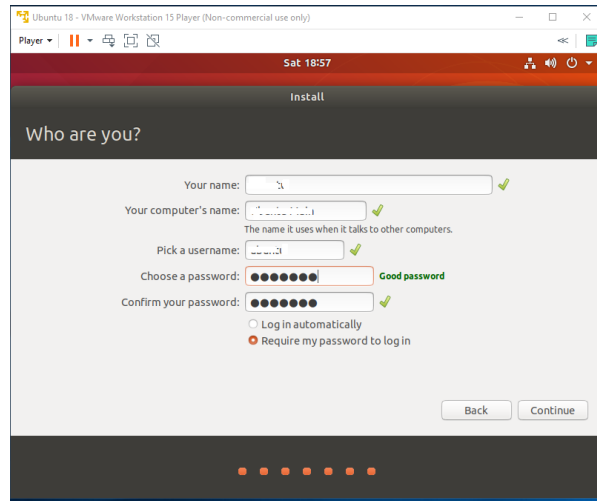 Ubuntu 18 - VMware Workstation 15 Player (Non-commercial use only)
Player
Sat 18:57
Install
Who are you?
Your name:
Your computer's name:
The name it uses when it talks to other computers.
Pick a username:
Choose a password: ●●●●●●● Good password
Confirm your password: ●●●●●●●
Log in automatically
Require my password to log in
Back Continue